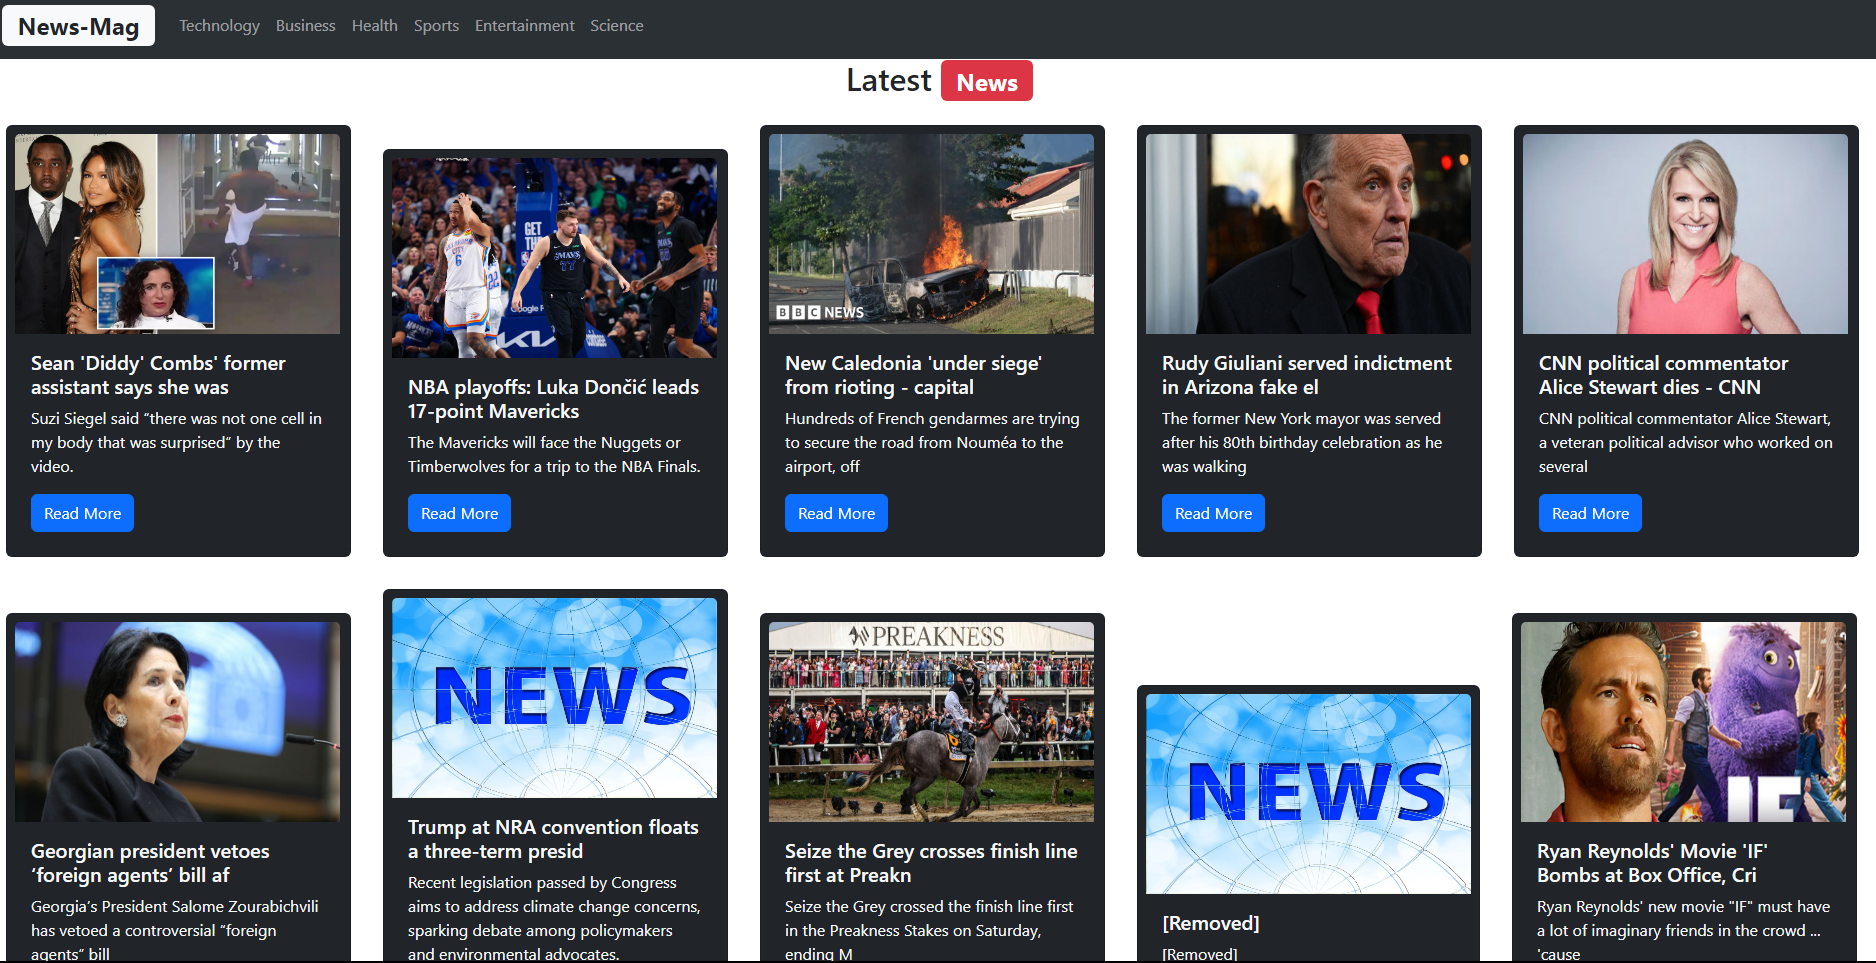 News-Mag
Technology Business Health Sports Entertainment Science
Latest News
Sean 'Diddy' Combs' former
assistant says she was
Suzi Siegel said “there was not one cell in
my body that was surprised” by the
video.
Read More
GET
THE
OKLAHOMA
CITY
6
MAVS
77
NBA playoffs: Luka Dončić leads
17-point Mavericks
The Mavericks will face the Nuggets or
Timberwolves for a trip to the NBA Finals.
Read More
BBC NEWS
New Caledonia 'under siege'
from rioting - capital
Hundreds of French gendarmes are trying
to secure the road from Nouméa to the
airport, off
Read More
Rudy Giuliani served indictment
in Arizona fake el
The former New York mayor was served
after his 80th birthday celebration as he
was walking
Read More
CNN political commentator
Alice Stewart dies - CNN
CNN political commentator Alice Stewart,
a veteran political advisor who worked on
several
Read More
Georgian president vetoes
‘foreign agents’ bill af
Georgia’s President Salome Zourabichvili
has vetoed a controversial “foreign
agents” bill
NEWS
Trump at NRA convention floats
a three-term presid
Recent legislation passed by Congress
aims to address climate change concerns,
sparking debate among policymakers
and environmental advocates.
PREAKNESS
Seize the Grey crosses finish line
first at Preakn
Seize the Grey crossed the finish line first
in the Preakness Stakes on Saturday,
ending M
NEWS
[Removed]
[Removed]
IF
Ryan Reynolds' Movie 'IF'
Bombs at Box Office, Cri
Ryan Reynolds' new movie "IF" must have
a lot of imaginary friends in the crowd ...
'cause